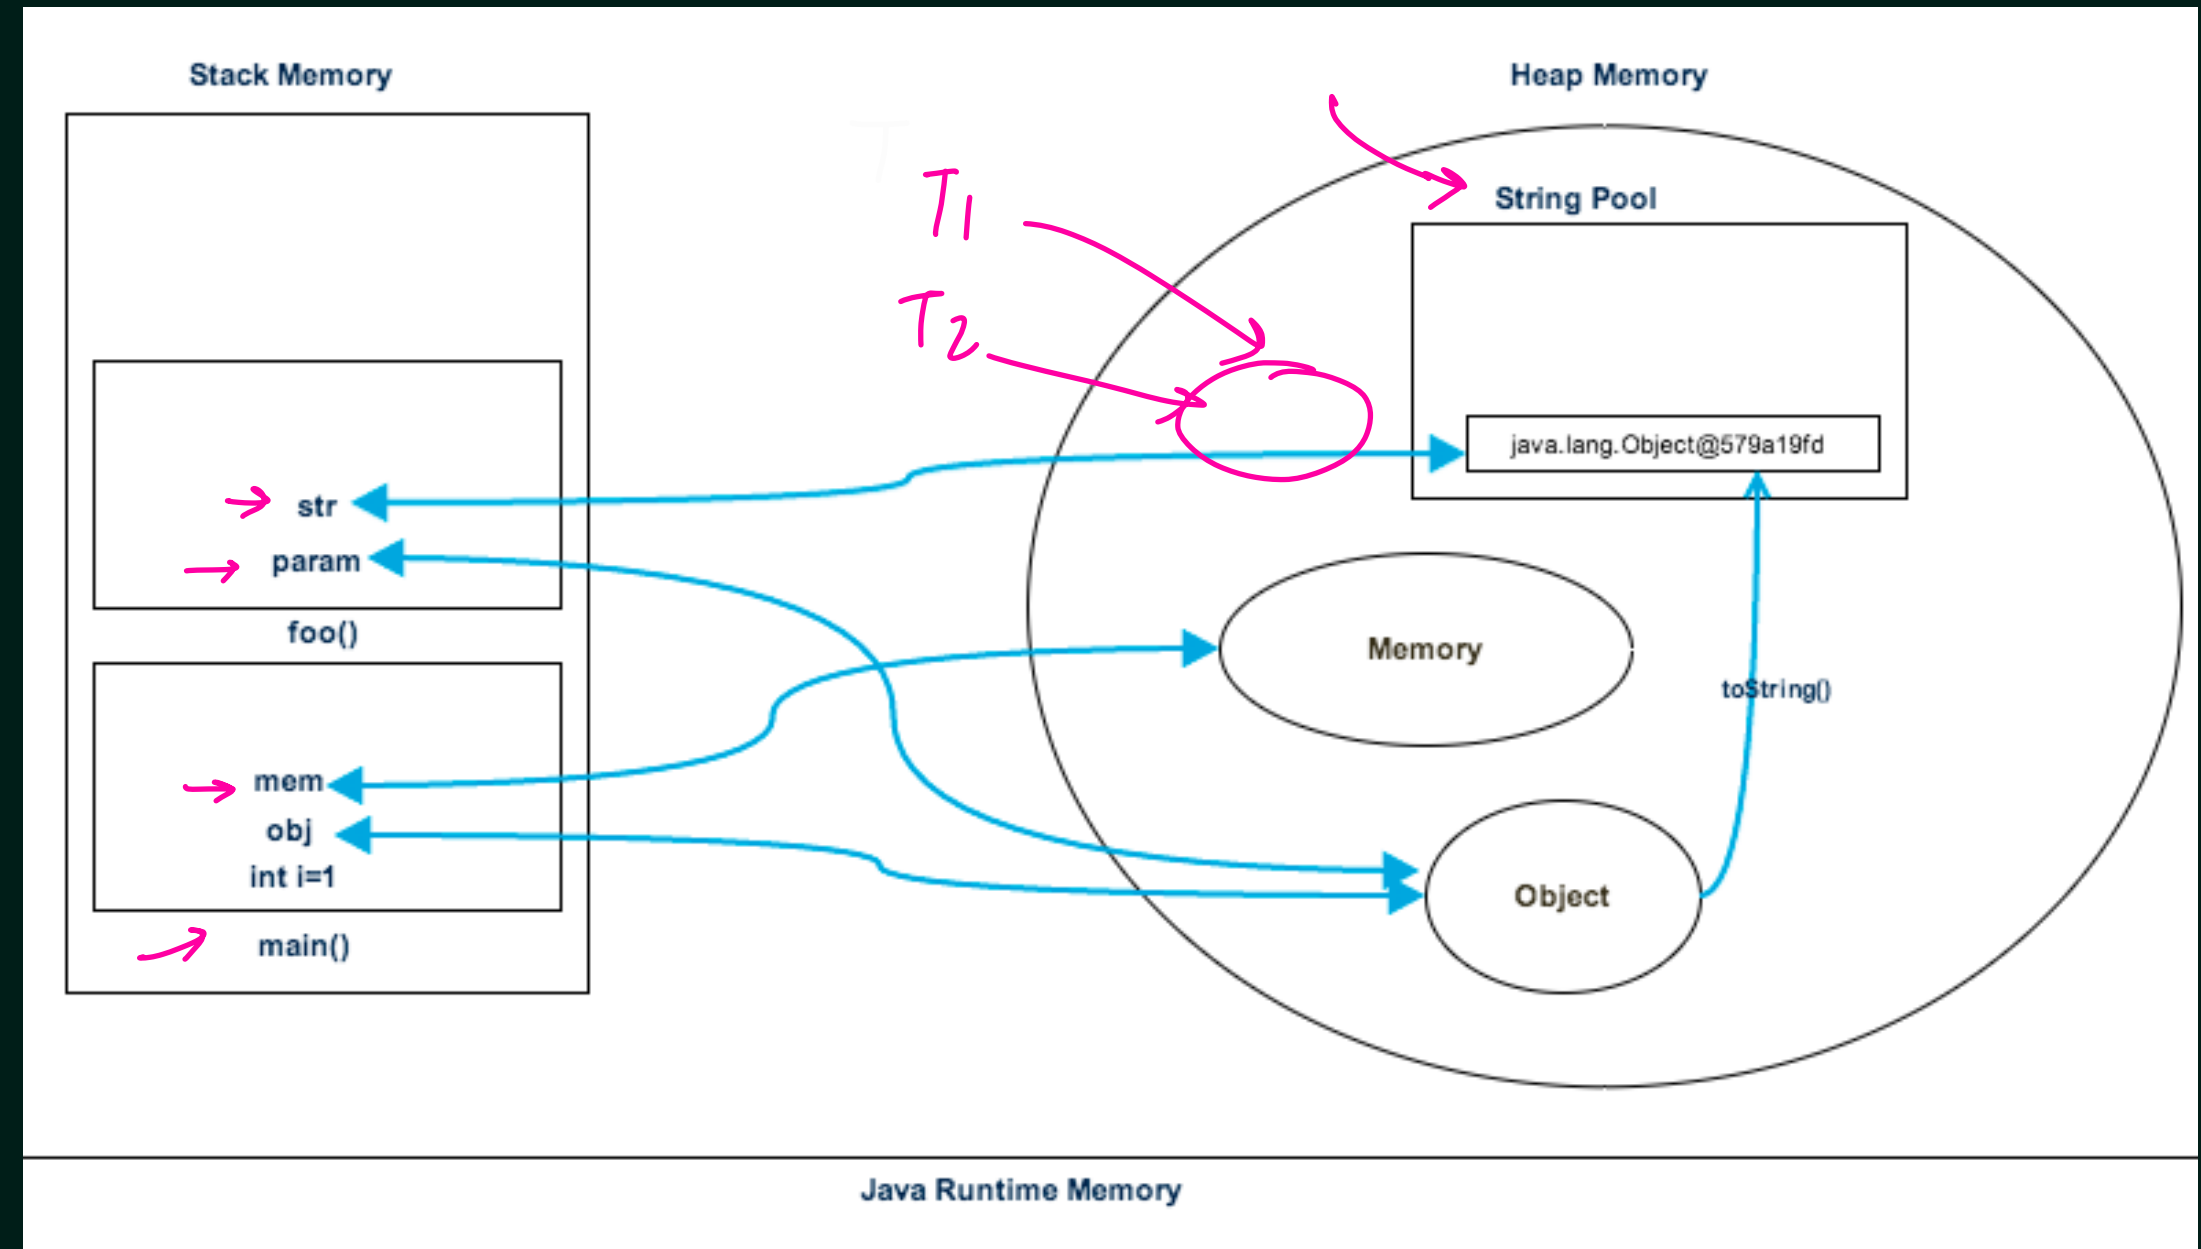 Stack Memory
Heap Memory
T1
String Pool
T2
java.lang.Object@579a19fd
str
param
foo()
Memory
toString()
mem
obj
int i=1
Object
main()
Java Runtime Memory